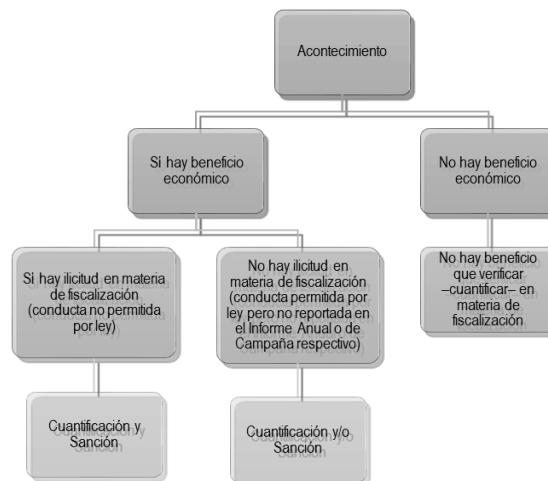 Acontecimiento
Si hay beneficio
económico
No hay beneficio
económico
Si hay ilicitud en materia
de fiscalización
(conducta no permitida
por ley)
No hay ilicitud en
materia de fiscalización
(conducta permitida por
ley pero no reportada en
el Informe Anual o de
Campaña respectivo)
No hay beneficio
que verificar
–cuantificar– en
materia de
fiscalización
Cuantificación y
Sanción
Cuantificación y/o
Sanción